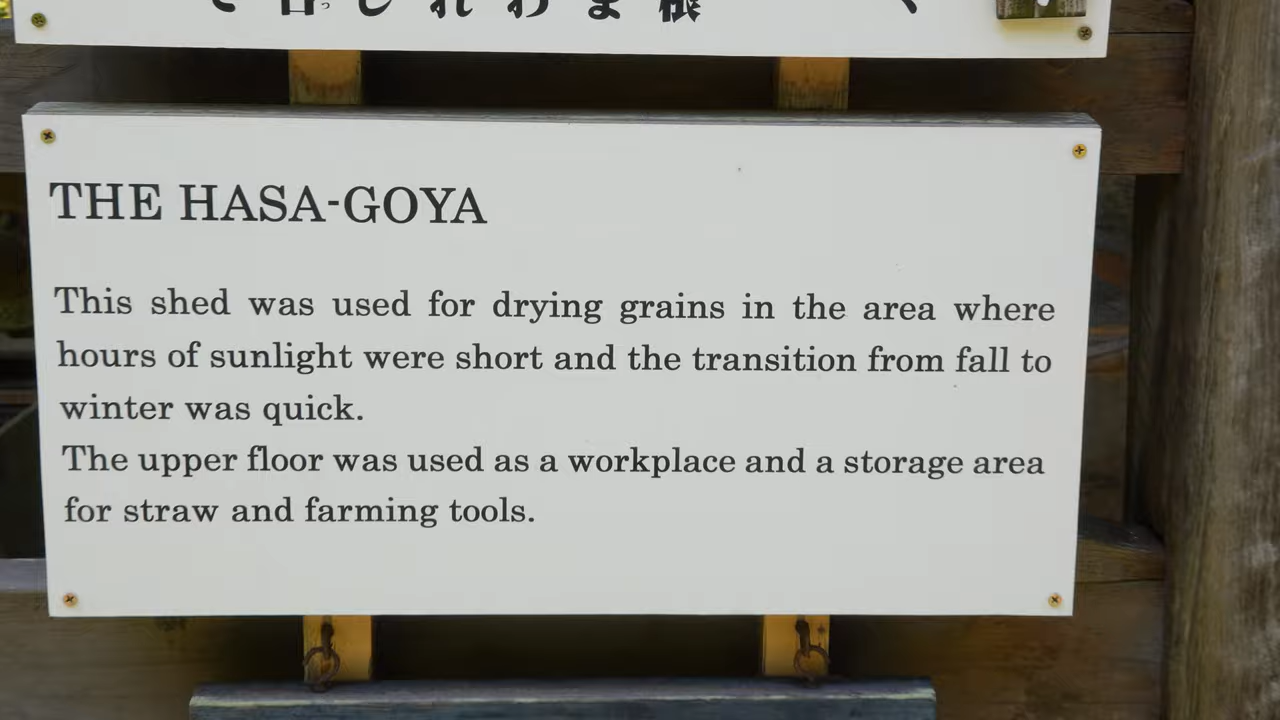 THE HASA-GOYA
This shed was used for drying grains in the area where
hours of sunlight were short and the transition from fall to
winter was quick.
The upper floor was used as a workplace and a storage area
for straw and farming tools.